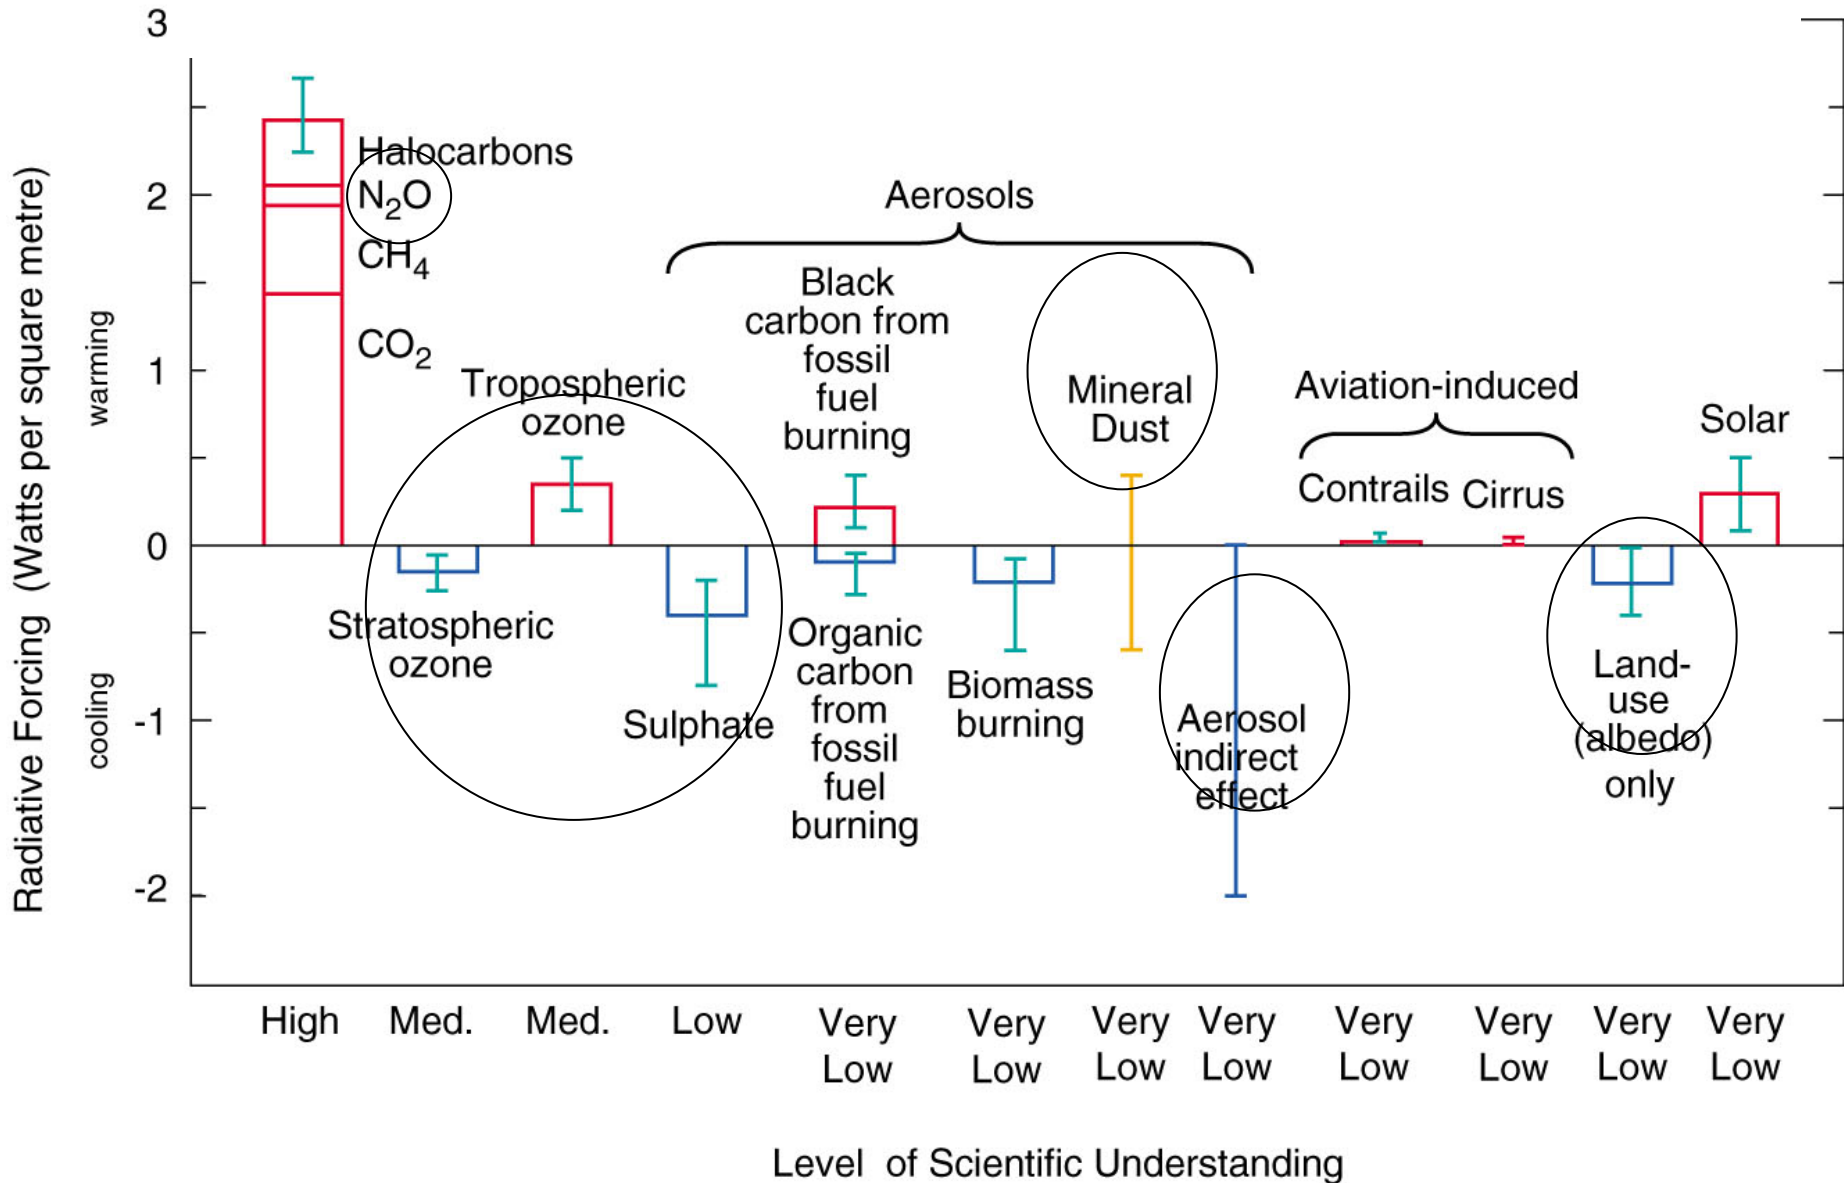 3
2
1
0
-1
-2
Radiative Forcing (Watts per square metre)
warming
cooling
Halocarbons
N₂O
CH₄
CO₂
Stratospheric
ozone
Tropospheric
ozone
Sulphate
Aerosols
Black
carbon from
fossil
fuel
burning
Organic
carbon
from
fossil
fuel
burning
Biomass
burning
Mineral
Dust
Aerosol
indirect
effect
Aviation-induced
Contrails
Cirrus
Land-
use
(albedo)
only
Solar
High
Med.
Med.
Low
Very
Low
Very
Low
Very
Low
Very
Low
Very
Low
Very
Low
Very
Low
Very
Low
Level of Scientific Understanding